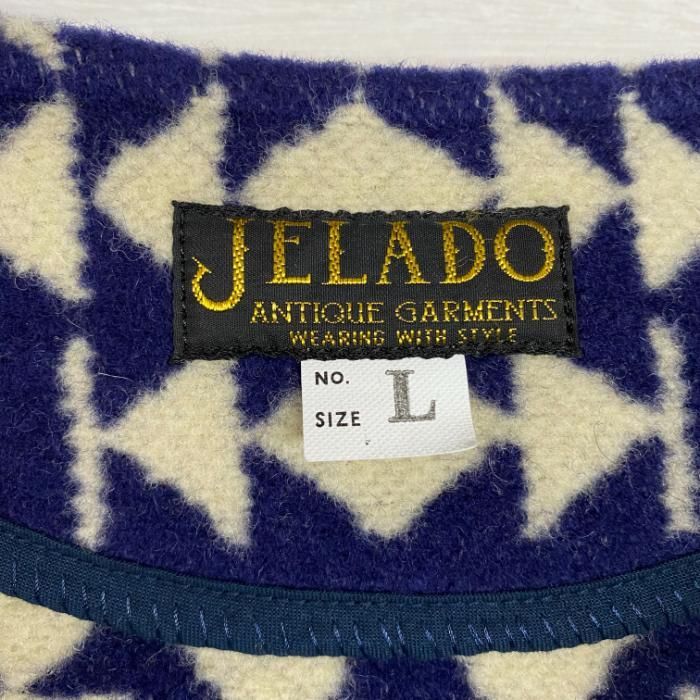 JELADO
ANTIQUE GARMENTS
WEARING WITH STYLE
NO.
SIZE L